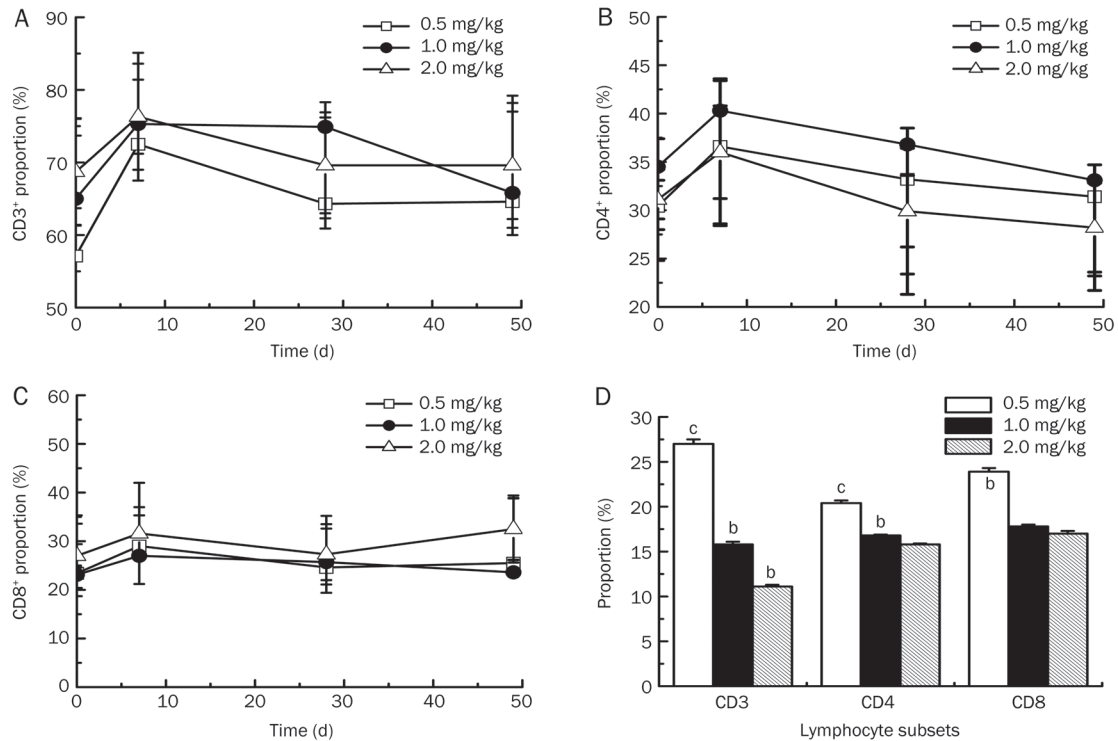 A
90
80
70
60
50
CD3⁺ proportion (%)
0.5 mg/kg
1.0 mg/kg
2.0 mg/kg
0 10 20 30 40 50
Time (d)
B
50
45
40
35
30
25
20
CD4⁺ proportion (%)
0.5 mg/kg
1.0 mg/kg
2.0 mg/kg
0 10 20 30 40 50
Time (d)
C
60
50
40
30
20
10
0
CD8⁺ proportion (%)
0.5 mg/kg
1.0 mg/kg
2.0 mg/kg
0 10 20 30 40 50
Time (d)
D
30
25
20
15
10
5
0
Proportion (%)
0.5 mg/kg
1.0 mg/kg
2.0 mg/kg
c
b
b
c
b
b
CD3 CD4 CD8
Lymphocyte subsets